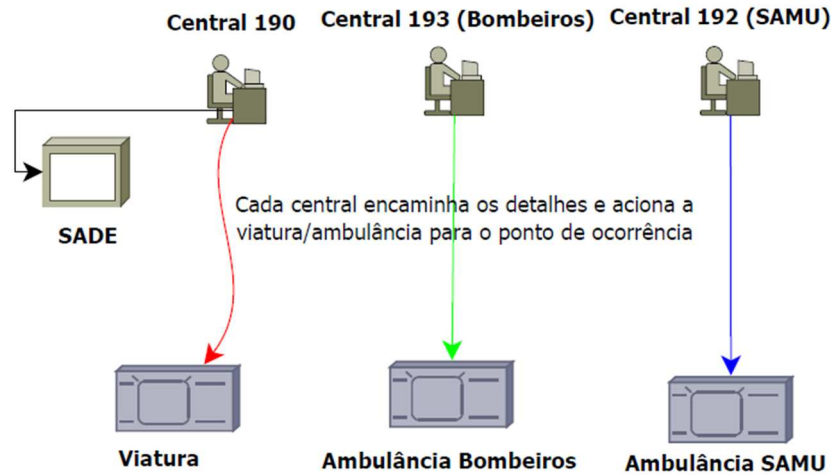 Central 190
Central 193 (Bombeiros)
Central 192 (SAMU)
SADE
Cada central encaminha os detalhes e aciona a
viatura/ambulância para o ponto de ocorrência
Viatura
Ambulância Bombeiros
Ambulância SAMU